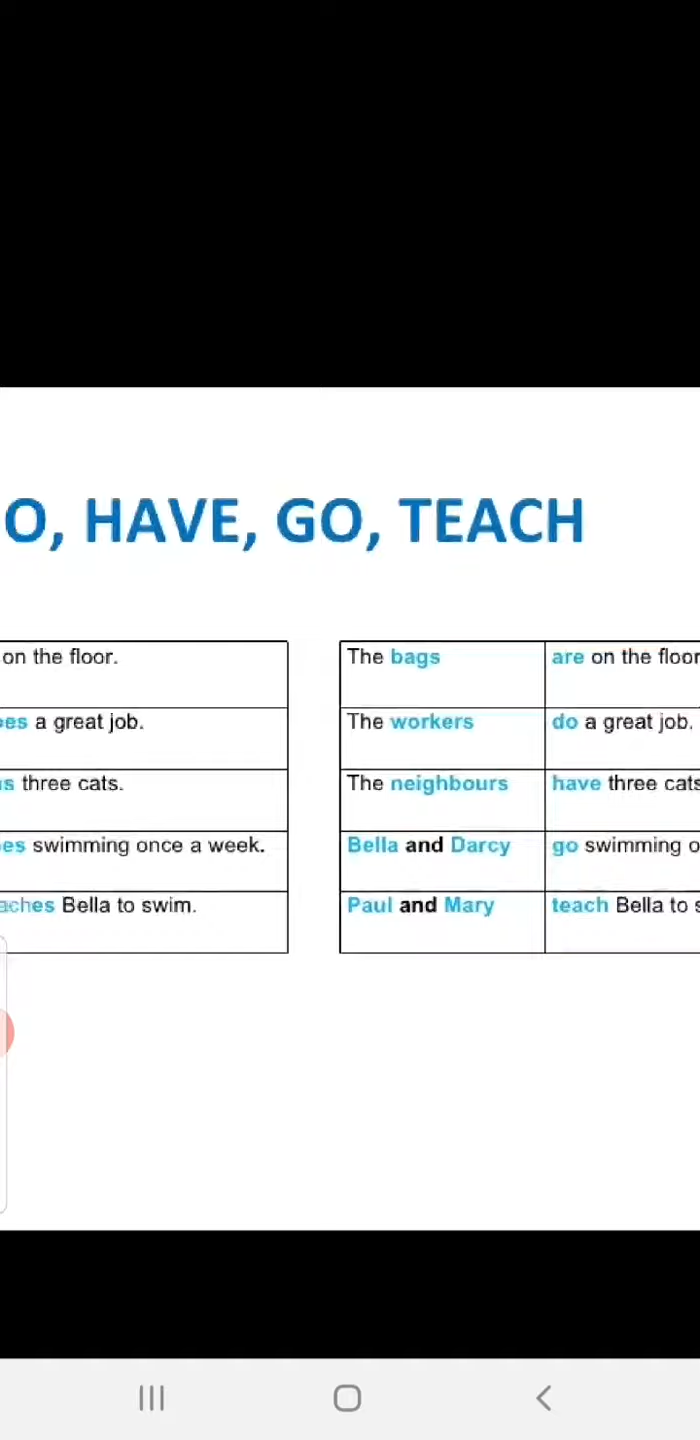 HAVE, GO, TEACH
on the floor.
The bags
are on the floor
a great job.
The workers
do a great job.
three cats.
The neighbours
have three cats
swimming once a week.
Bella and Darcy
go swimming
Bella to swim.
Paul and Mary
teach Bella to